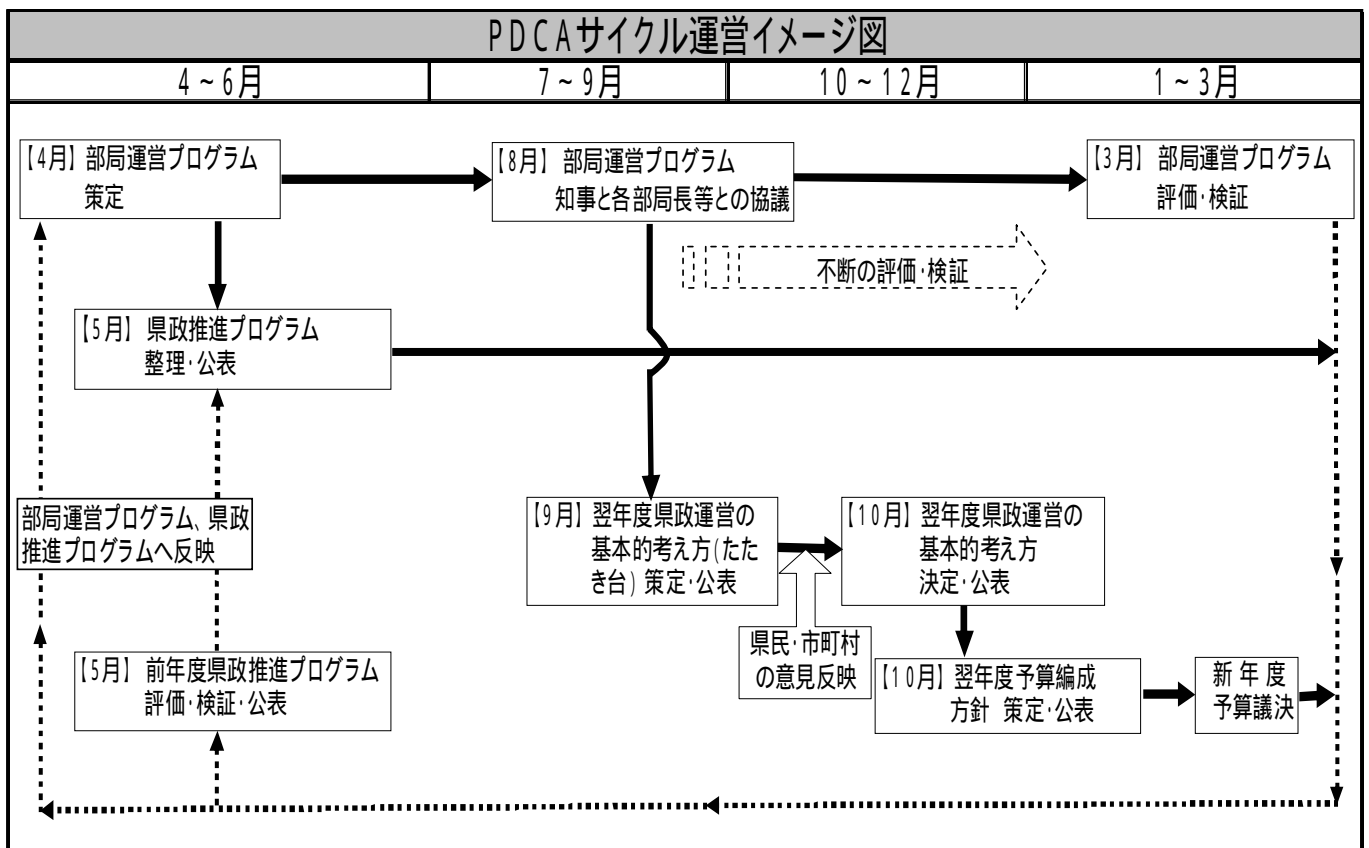 PDCAサイクル運営イメージ図
4~6月
7~9月
10~12月
1~3月
【4月】部局運営プログラム
策定
【8月】部局運営プログラム
知事と各部局長等との協議
【3月】部局運営プログラム
評価・検証
不断の評価・検証
【5月】県政推進プログラム
整理・公表
部局運営プログラム、県政
推進プログラムへ反映
【9月】翌年度県政運営の
基本的考え方(たた
き台) 策定・公表
【10月】翌年度県政運営の
基本的考え方
決定・公表
県民・市町村
の意見反映
【5月】前年度県政推進プログラム
評価・検証・公表
【10月】翌年度予算編成
方針 策定・公表
新年度
予算議決